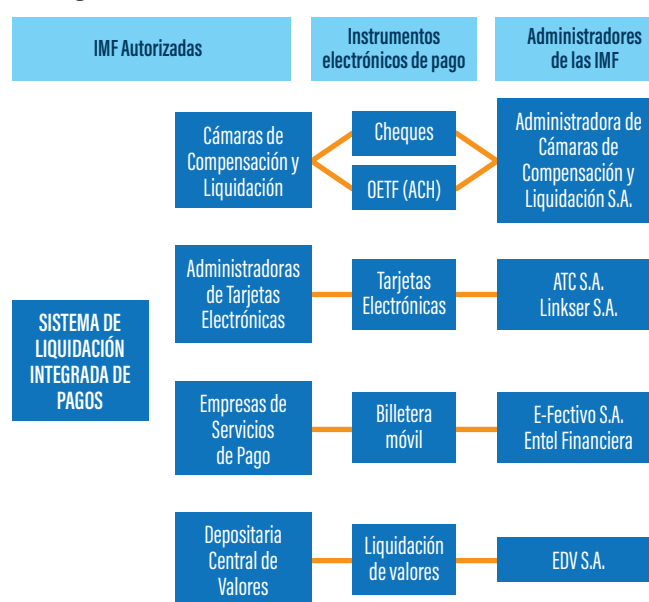 IMF Autorizadas
Instrumentos
electrónicos de pago
Administradores
de las IMF
Cámaras de
Compensación y
Liquidación
Cheques
OETF (ACH)
Administradora de
Cámaras de
Compensación y
Liquidación S.A.
Administradoras
de Tarjetas
Electrónicas
Tarjetas
Electrónicas
ATC S.A.
Linkser S.A.
SISTEMA DE
LIQUIDACIÓN
INTEGRADA DE
PAGOS
Empresas de
Servicios
de Pago
Billetera
móvil
E-Fectivo S.A.
Entel Financiera
Depositaria
Central de
Valores
Liquidación
de valores
EDV S.A.